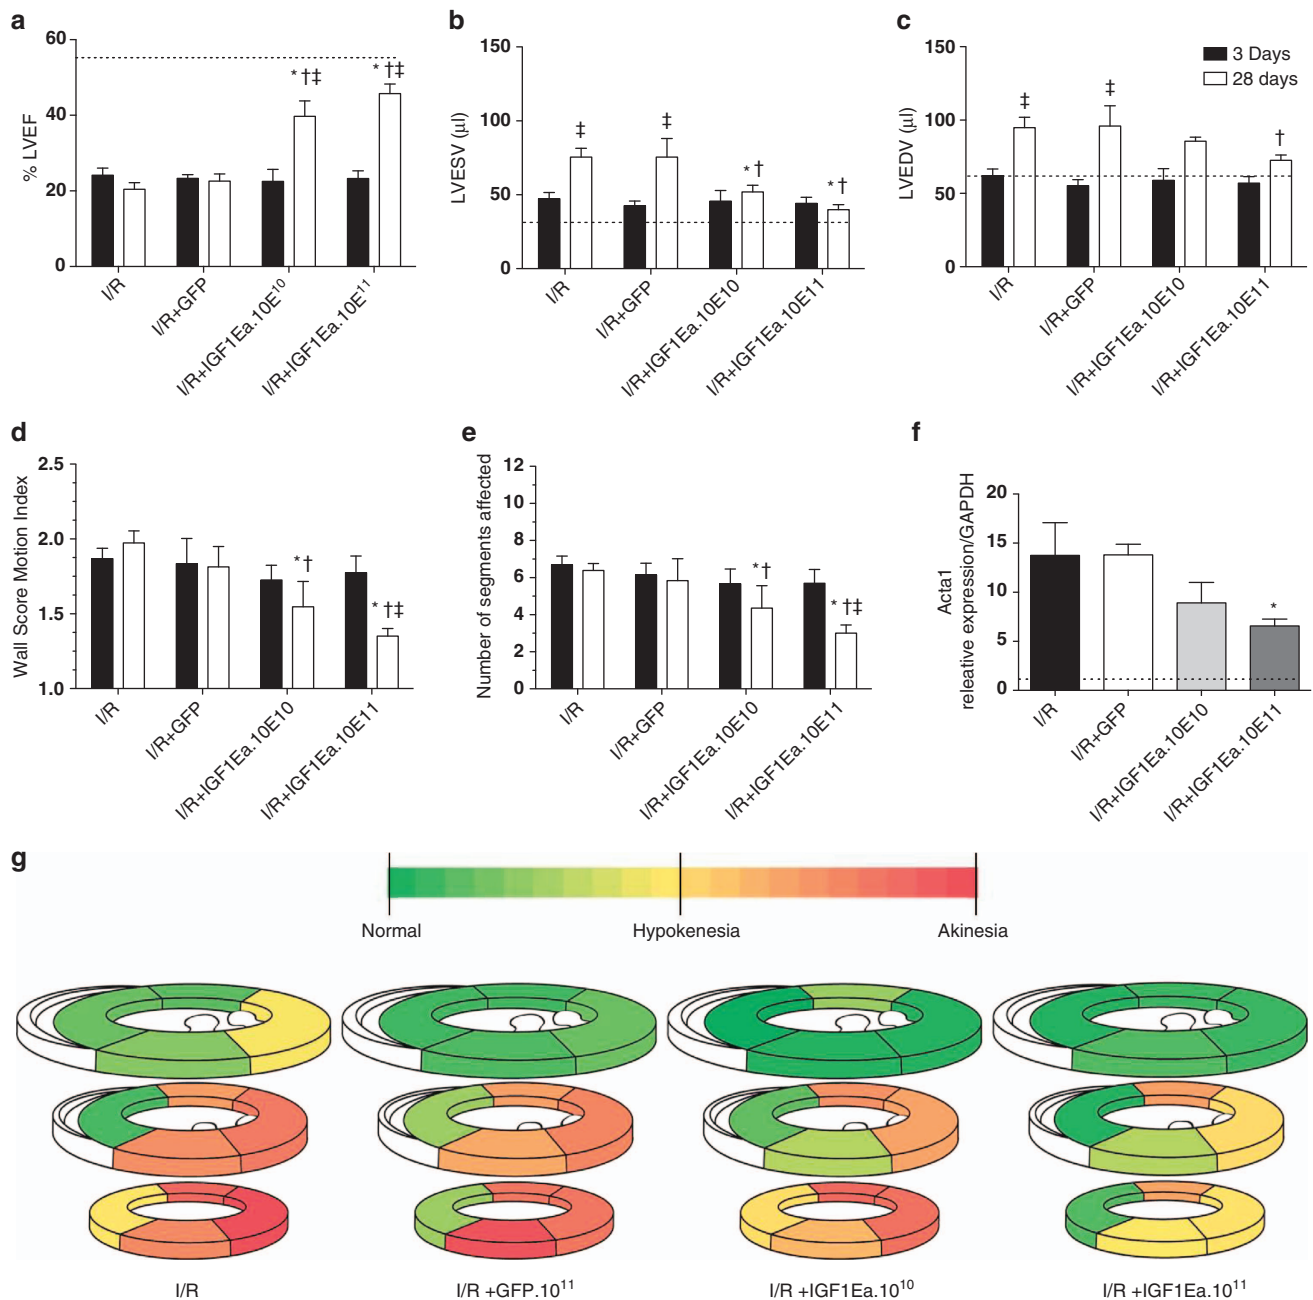 a
60
40
20
0
% LVEF
* †‡
* †‡
I/R
I/R+GFP
I/R+IGF1Ea.10E¹⁰
I/R+IGF1Ea.10E¹¹
b
150
100
50
0
LVESV (µl)
‡
‡
* †
* †
I/R
I/R+GFP
I/R+IGF1Ea.10E10
I/R+IGF1Ea.10E11
c
150
100
50
0
LVEDV (µl)
3 Days
28 days
‡
‡
†
I/R
I/R+GFP
I/R+IGF1Ea.10E10
I/R+IGF1Ea.10E11
d
2.5
2.0
1.5
1.0
Wall Score Motion Index
* †
* †‡
I/R
I/R+GFP
I/R+IGF1Ea.10E10
I/R+IGF1Ea.10E11
e
12
10
8
6
4
2
0
Number of segments affected
* †
* †‡
I/R
I/R+GFP
I/R+IGF1Ea.10E10
I/R+IGF1Ea.10E11
f
20
15
10
5
0
Acta1
releative expression/GAPDH
*
I/R
I/R+GFP
I/R+IGF1Ea.10E10
I/R+IGF1Ea.10E11
g
Normal
Hypokenesia
Akinesia
I/R
I/R +GFP.10¹¹
I/R +IGF1Ea.10¹⁰
I/R +IGF1Ea.10¹¹